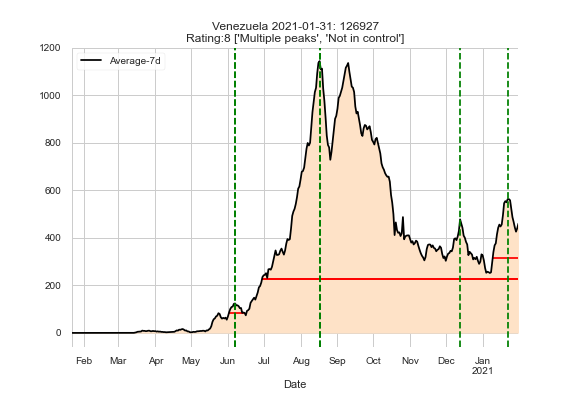 Venezuela 2021-01-31: 126927
Rating:8 ['Multiple peaks', 'Not in control']
Average-7d
1200
1000
800
600
400
200
0
Feb Mar Apr May Jun Jul Aug Sep Oct Nov Dec Jan
2021
Date